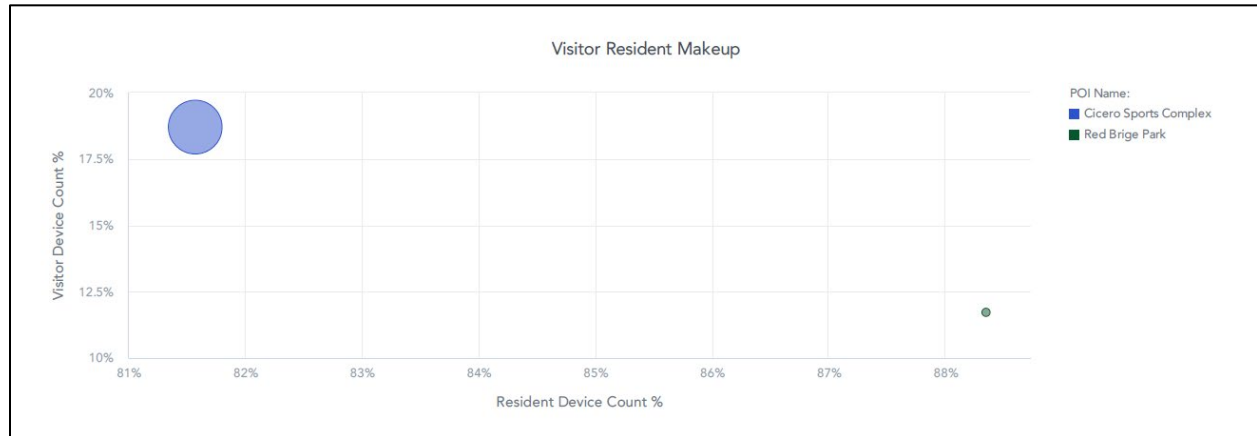 Visitor Resident Makeup
20%
17.5%
15%
12.5%
10%
Visitor Device Count %
81% 82% 83% 84% 85% 86% 87% 88%
Resident Device Count %
POI Name:
Cicero Sports Complex
Red Brige Park